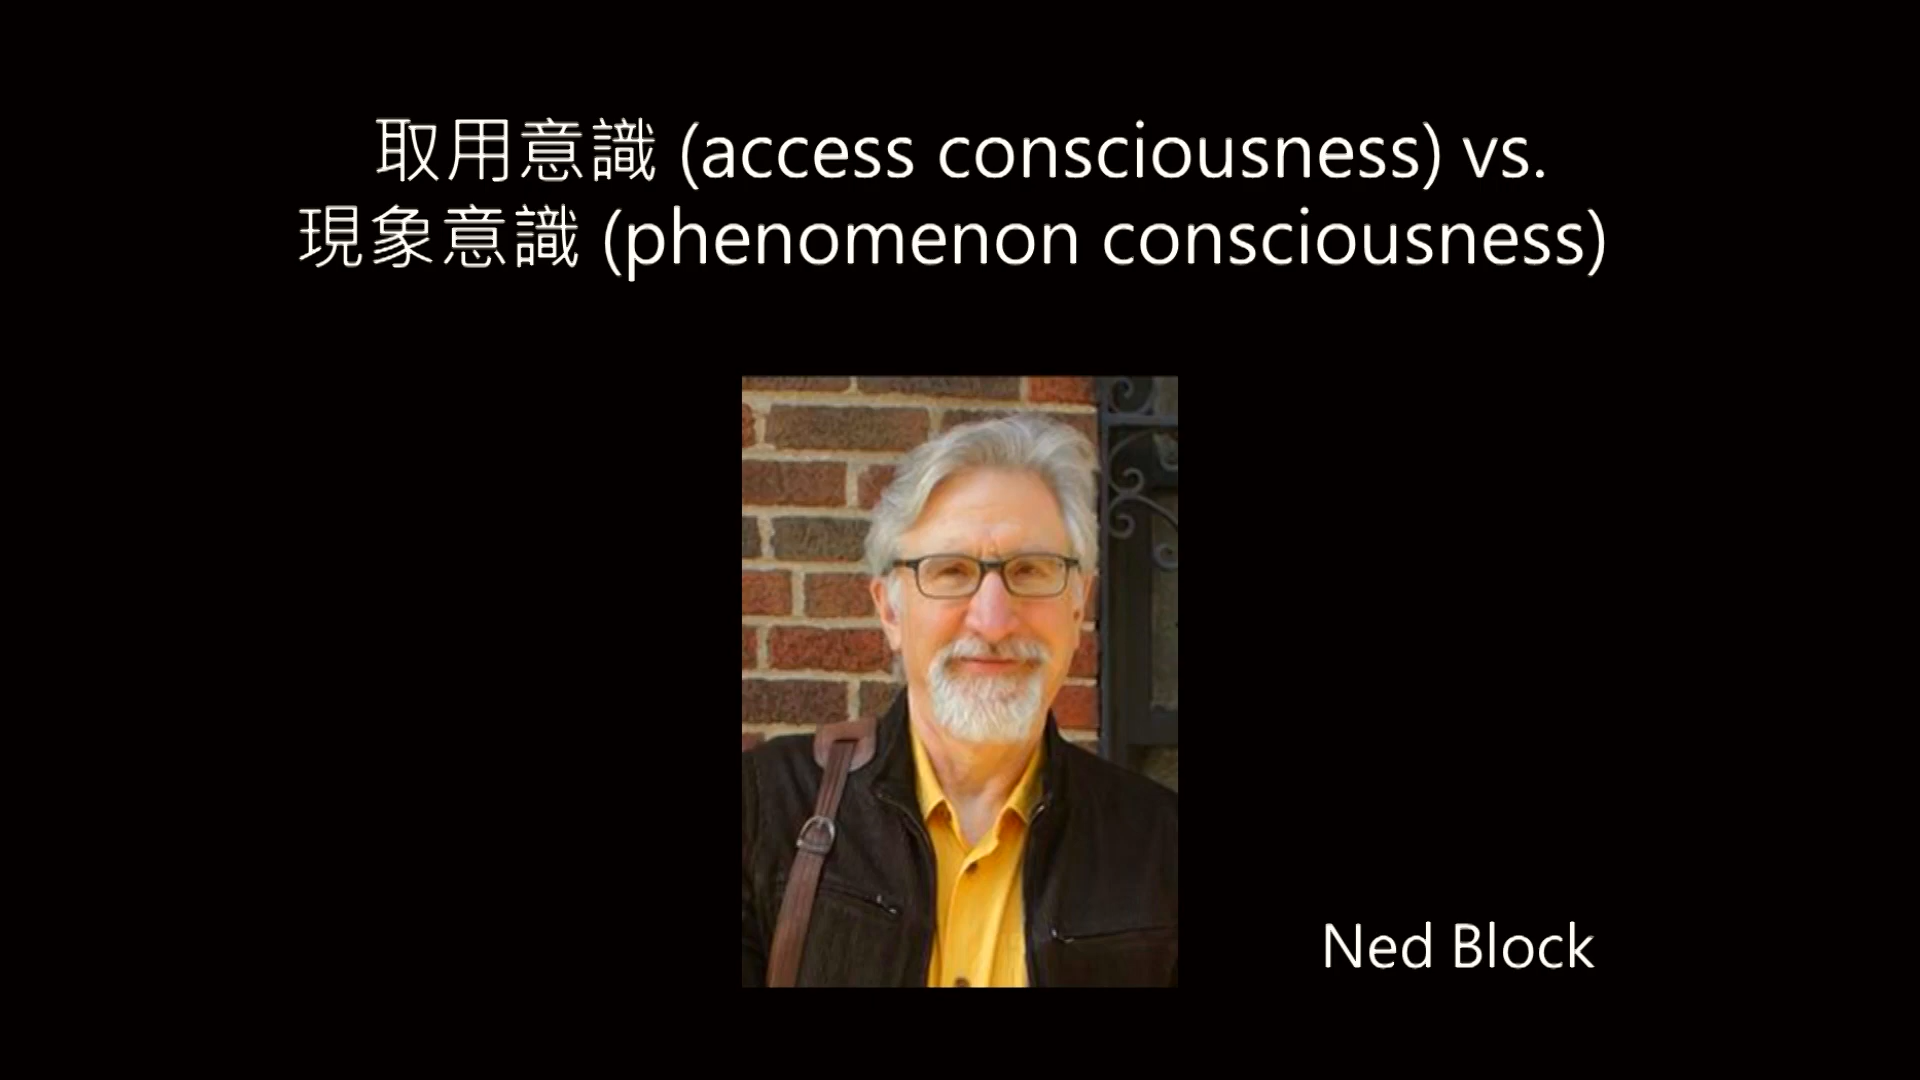 取用意識 (access consciousness) vs.
現象意識 (phenomenon consciousness)
Ned Block